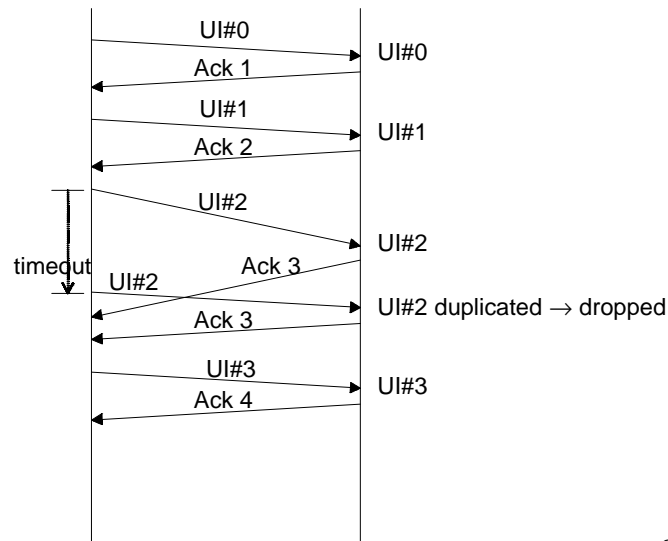 UI#0
UI#0
Ack 1
UI#1
UI#1
Ack 2
UI#2
UI#2
Ack 3
timeout
UI#2
UI#2 duplicated → dropped
Ack 3
UI#3
UI#3
Ack 4